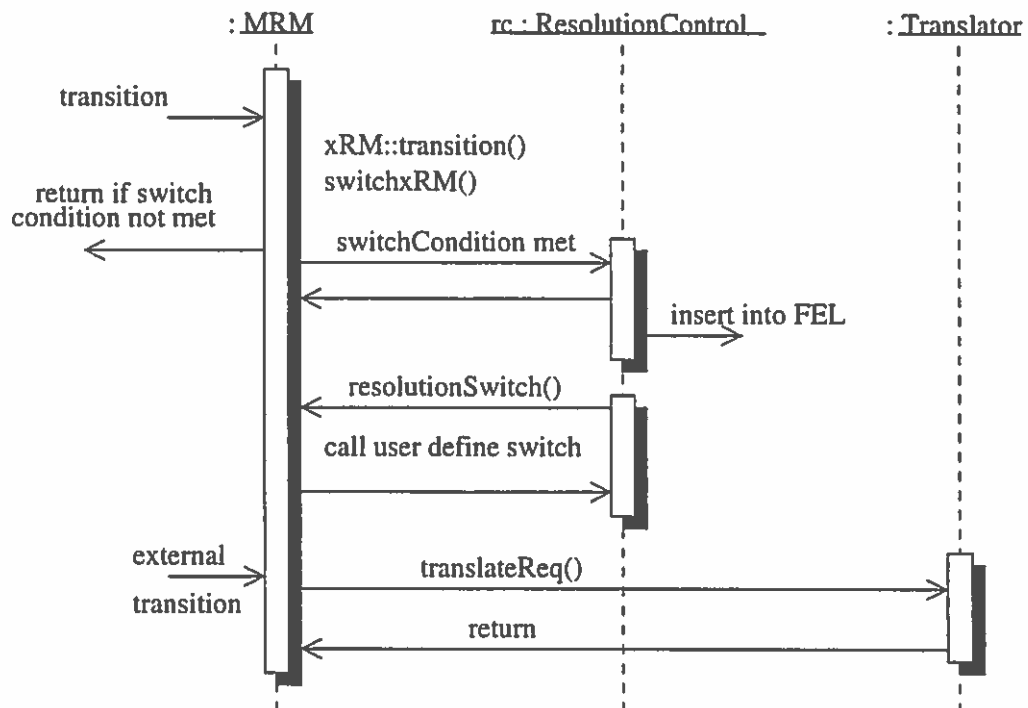 : MRM
rc : ResolutionControl
: Translator
transition
xRM::transition()
switchxRM()
return if switch
condition not met
switchCondition met
insert into FEL
resolutionSwitch()
call user define switch
external
transition
translateReq()
return